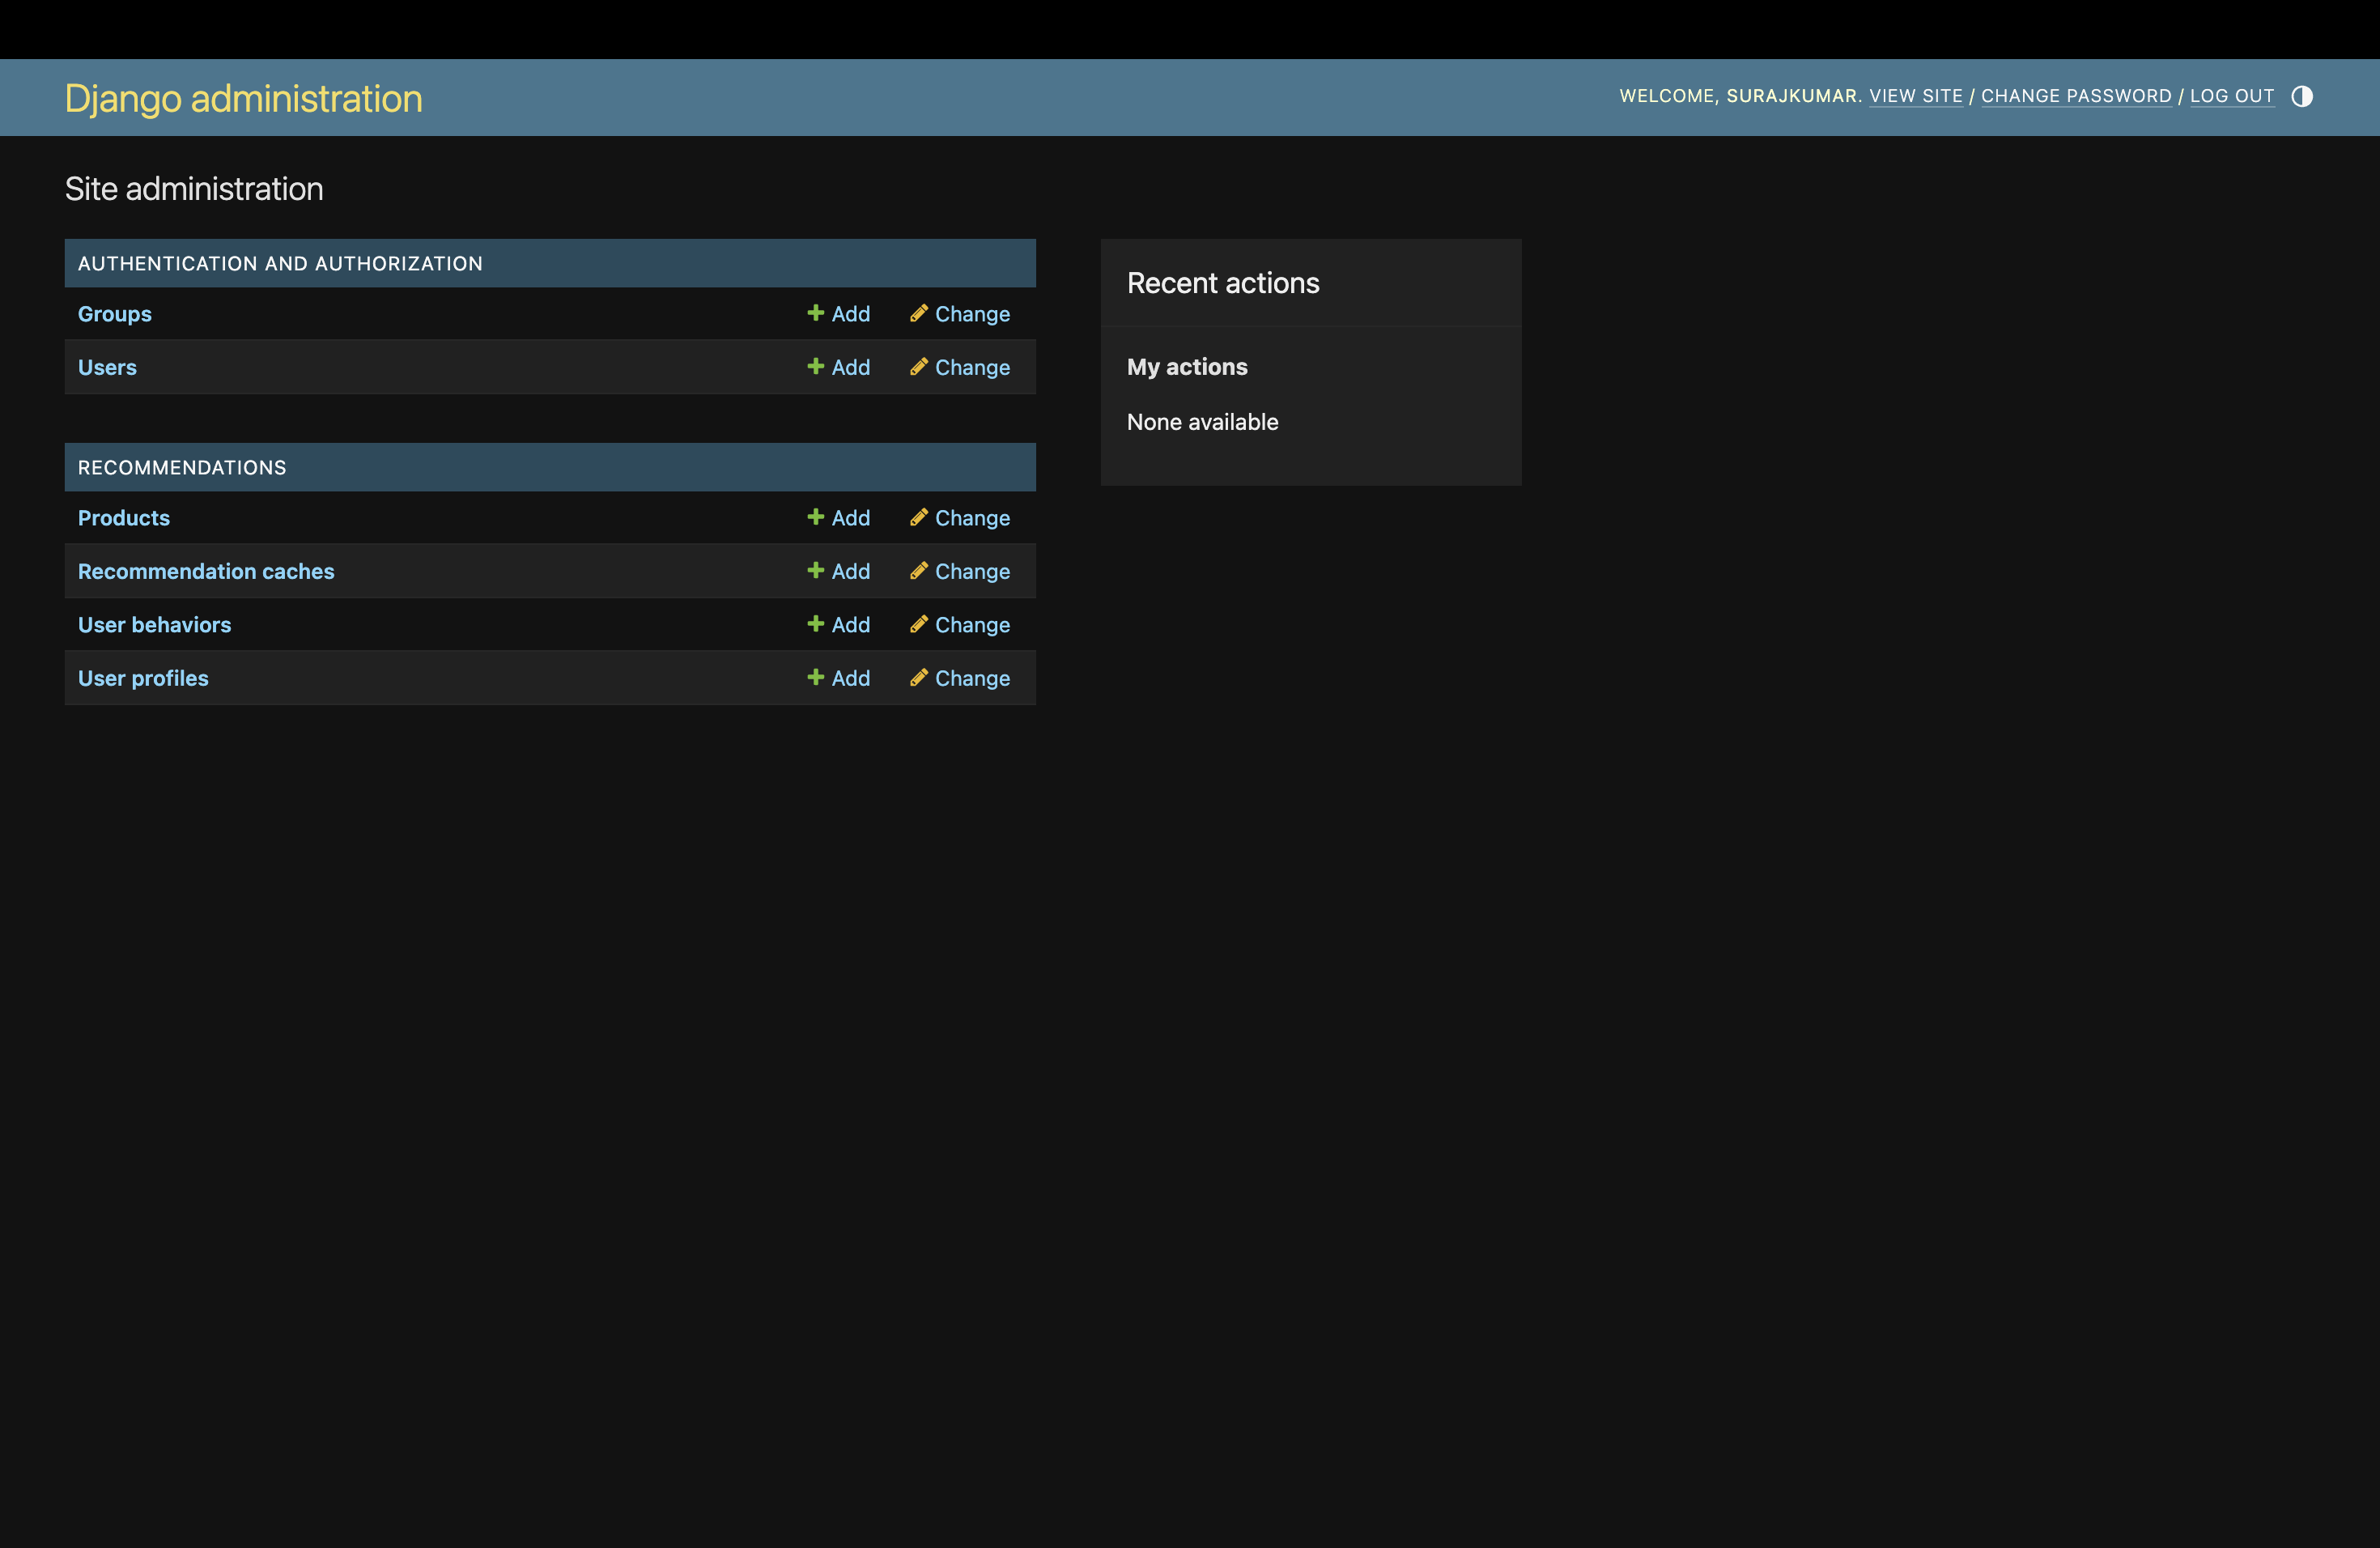 Django administration
WELCOME, SURAJKUMAR. VIEW SITE / CHANGE PASSWORD / LOG OUT
Site administration
AUTHENTICATION AND AUTHORIZATION
Groups Add Change
Users Add Change
RECOMMENDATIONS
Products Add Change
Recommendation caches Add Change
User behaviors Add Change
User profiles Add Change
Recent actions
My actions
None available